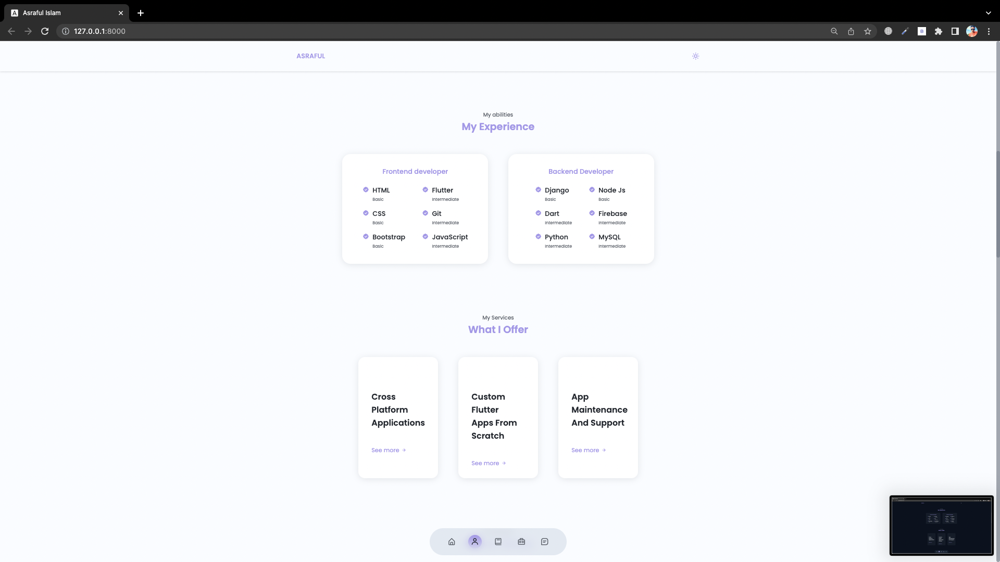 Asraful Islam
127.0.0.1:8000
B
ASRAFUL
My abilities
My Experience
Frontend developer
HTML
Basic
Flutter
Intermediate
CSS
Basic
Git
Intermediate
Bootstrap
Basic
JavaScript
Intermediate
Backend Developer
Django
Basic
Node Js
Basic
Dart
Intermediate
Firebase
Intermediate
Python
Intermediate
MySQL
Intermediate
My Services
What I Offer
Cross
Platform
Applications
See more
Custom
Flutter
Apps From
Scratch
See more
App
Maintenance
And Support
See more